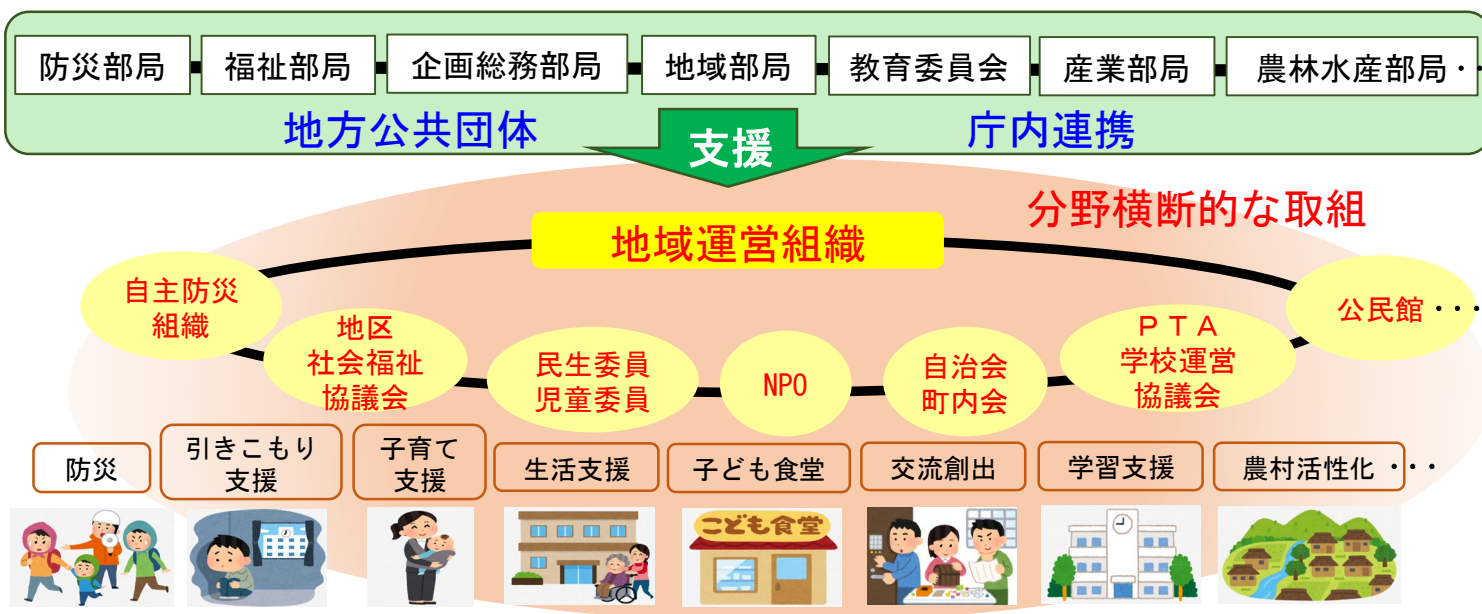 防災部局
福祉部局
企画総務部局
地域部局
教育委員会
産業部局
農林水産部局・・
地方公共団体
支援
庁内連携
分野横断的な取組
地域運営組織
自主防災
組織
地区
社会福祉
協議会
民生委員
児童委員
NPO
自治会
町内会
ＰＴＡ
学校運営
協議会
公民館・・・
防災
引きこもり
支援
子育て
支援
生活支援
子ども食堂
交流創出
学習支援
農村活性化・・・
こども食堂